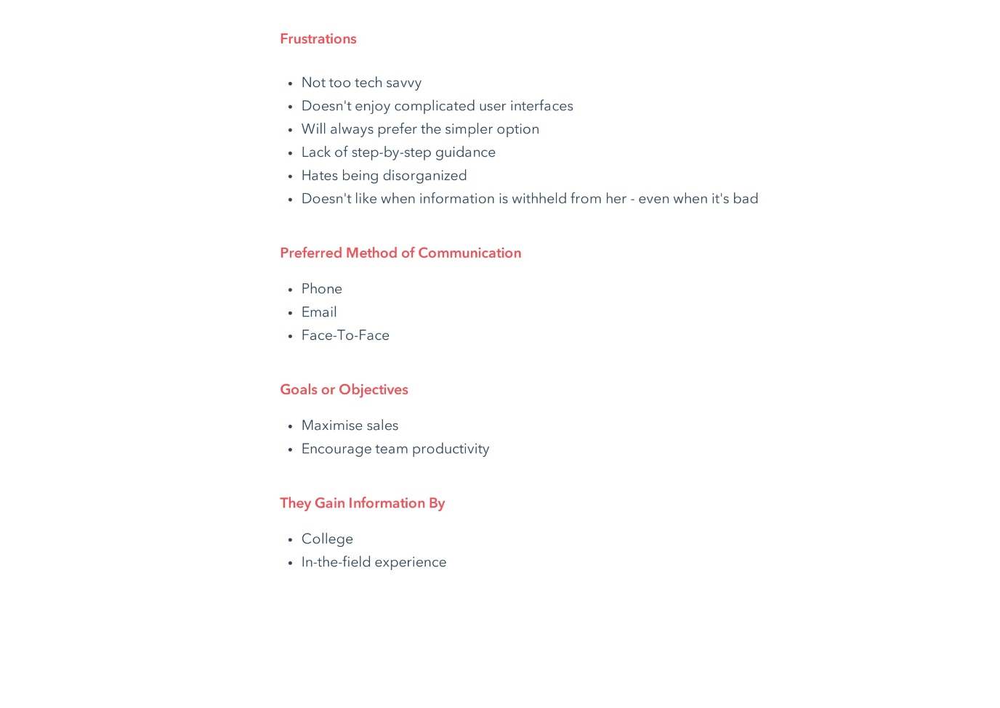 Frustrations
• Not too tech savvy
• Doesn't enjoy complicated user interfaces
• Will always prefer the simpler option
• Lack of step-by-step guidance
• Hates being disorganized
• Doesn't like when information is withheld from her - even when it's bad
Preferred Method of Communication
• Phone
• Email
• Face-To-Face
Goals or Objectives
• Maximise sales
• Encourage team productivity
They Gain Information By
• College
• In-the-field experience